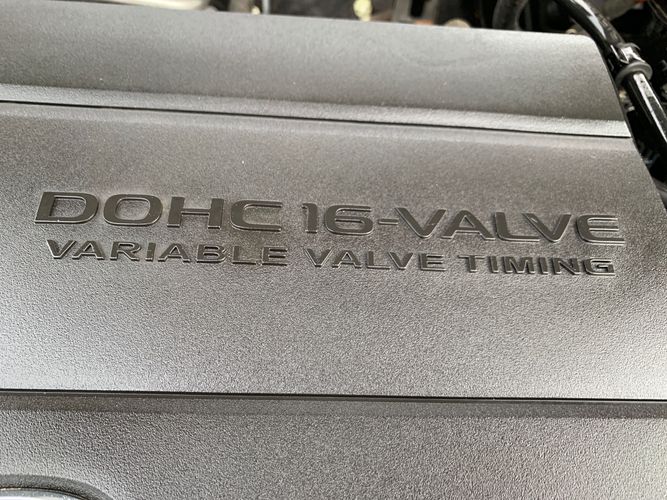 DOHC 16-VALVE
VARIABLE VALVE TIMING